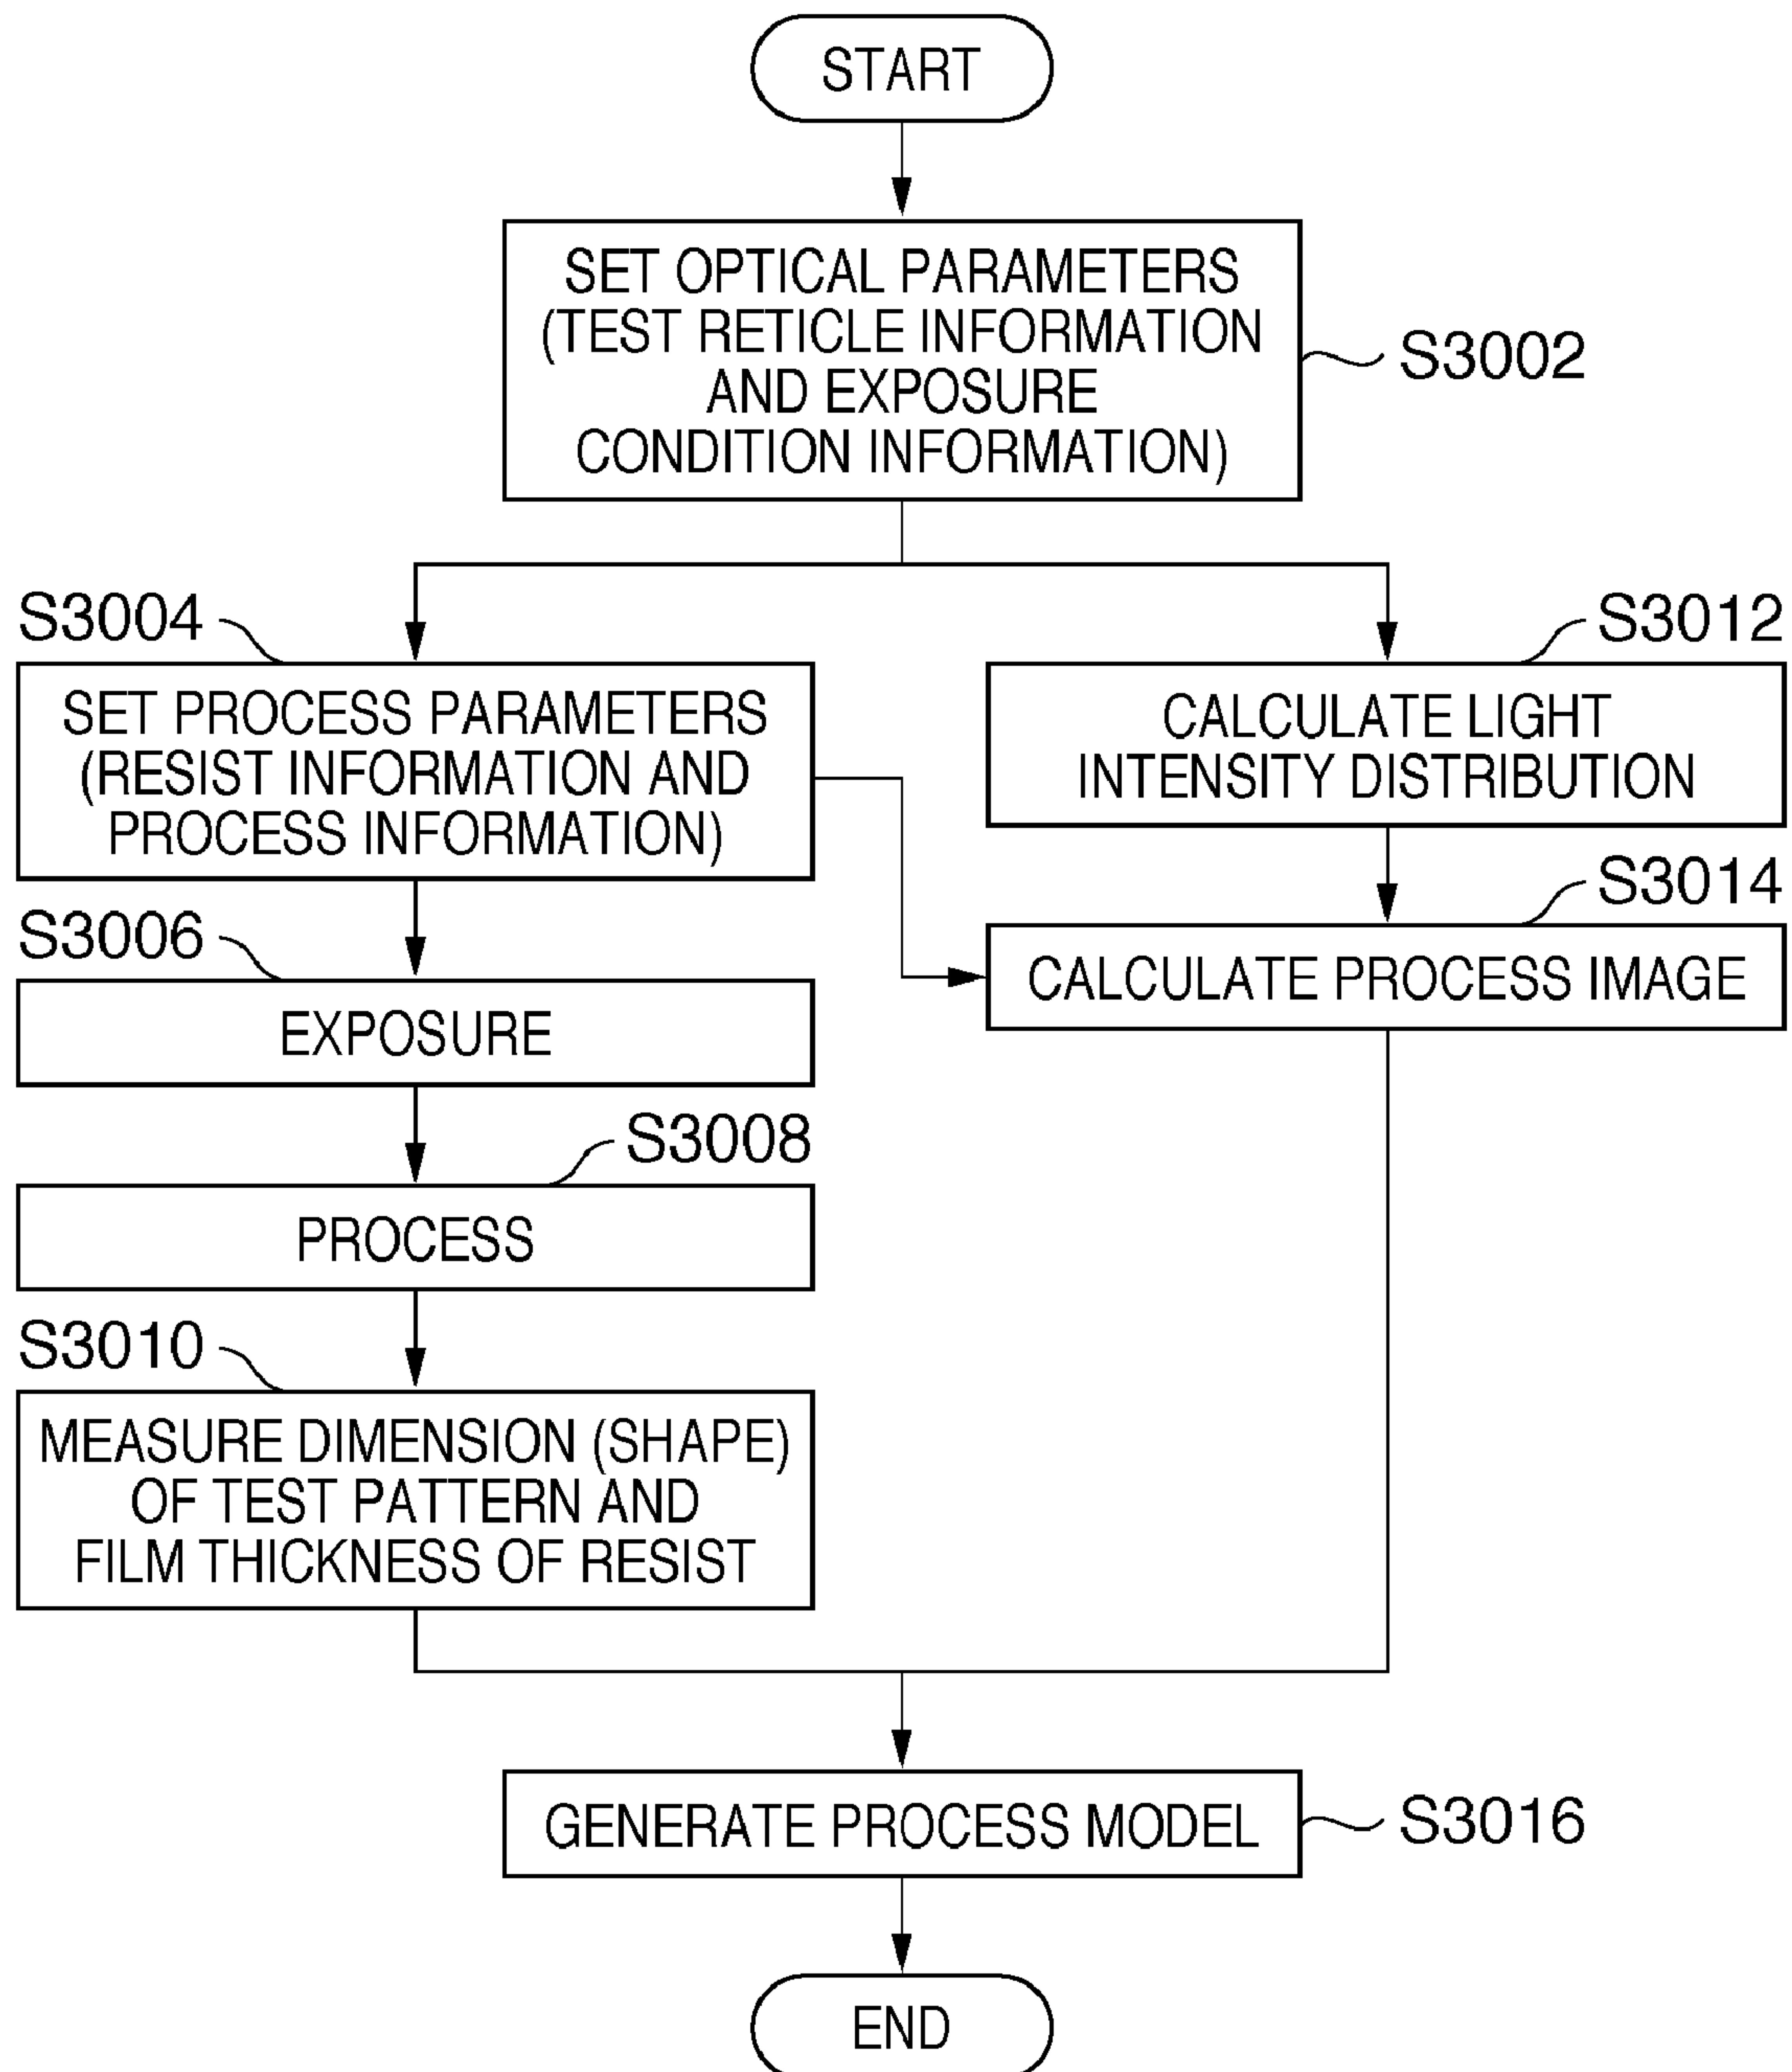 START
SET OPTICAL PARAMETERS
(TEST RETICLE INFORMATION
AND EXPOSURE
CONDITION INFORMATION)
S3002
S3004
SET PROCESS PARAMETERS
(RESIST INFORMATION AND
PROCESS INFORMATION)
S3012
CALCULATE LIGHT
INTENSITY DISTRIBUTION
S3014
CALCULATE PROCESS IMAGE
S3006
EXPOSURE
S3008
PROCESS
S3010
MEASURE DIMENSION (SHAPE)
OF TEST PATTERN AND
FILM THICKNESS OF RESIST
GENERATE PROCESS MODEL
S3016
END